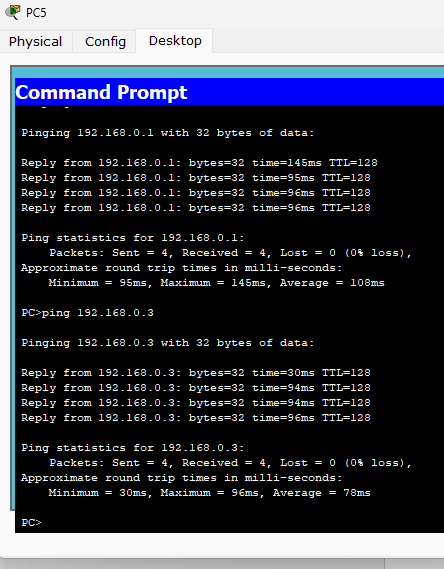 PC5
Physical Config Desktop
Command Prompt
Pinging 192.168.0.1 with 32 bytes of data:
Reply from 192.168.0.1: bytes=32 time=145ms TTL=128
Reply from 192.168.0.1: bytes=32 time=95ms TTL=128
Reply from 192.168.0.1: bytes=32 time=96ms TTL=128
Reply from 192.168.0.1: bytes=32 time=96ms TTL=128
Ping statistics for 192.168.0.1:
Packets: Sent = 4, Received = 4, Lost = 0 (0% loss),
Approximate round trip times in milli-seconds:
Minimum = 95ms, Maximum = 145ms, Average = 108ms
PC>ping 192.168.0.3
Pinging 192.168.0.3 with 32 bytes of data:
Reply from 192.168.0.3: bytes=32 time=30ms TTL=128
Reply from 192.168.0.3: bytes=32 time=94ms TTL=128
Reply from 192.168.0.3: bytes=32 time=94ms TTL=128
Reply from 192.168.0.3: bytes=32 time=96ms TTL=128
Ping statistics for 192.168.0.3:
Packets: Sent = 4, Received = 4, Lost = 0 (0% loss),
Approximate round trip times in milli-seconds:
Minimum = 30ms, Maximum = 96ms, Average = 78ms
PC>